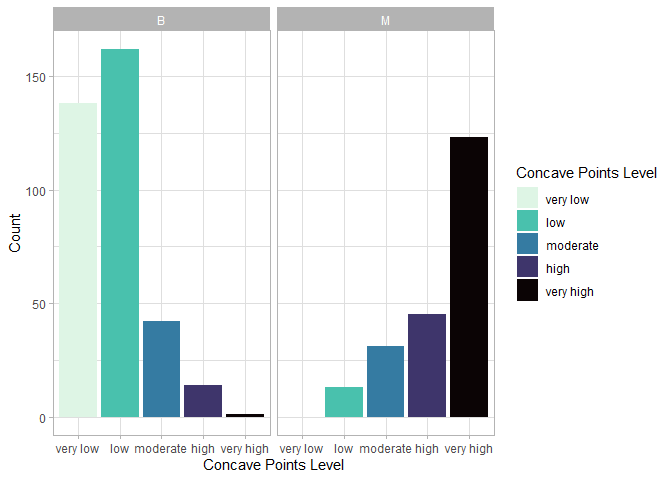 B M
150
100
50
0
Count
very low low moderate high very high very low low moderate high very high
Concave Points Level
Concave Points Level
very low
low
moderate
high
very high